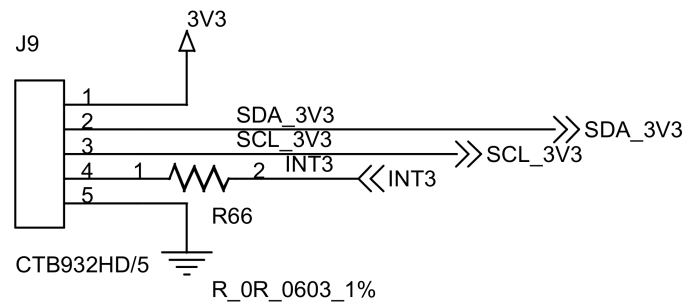 3V3
J9
1
2 SDA_3V3 SDA_3V3
3 SCL_3V3 SCL_3V3
4 1 2 INT3 INT3
5
R66
CTB932HD/5
R_0R_0603_1%